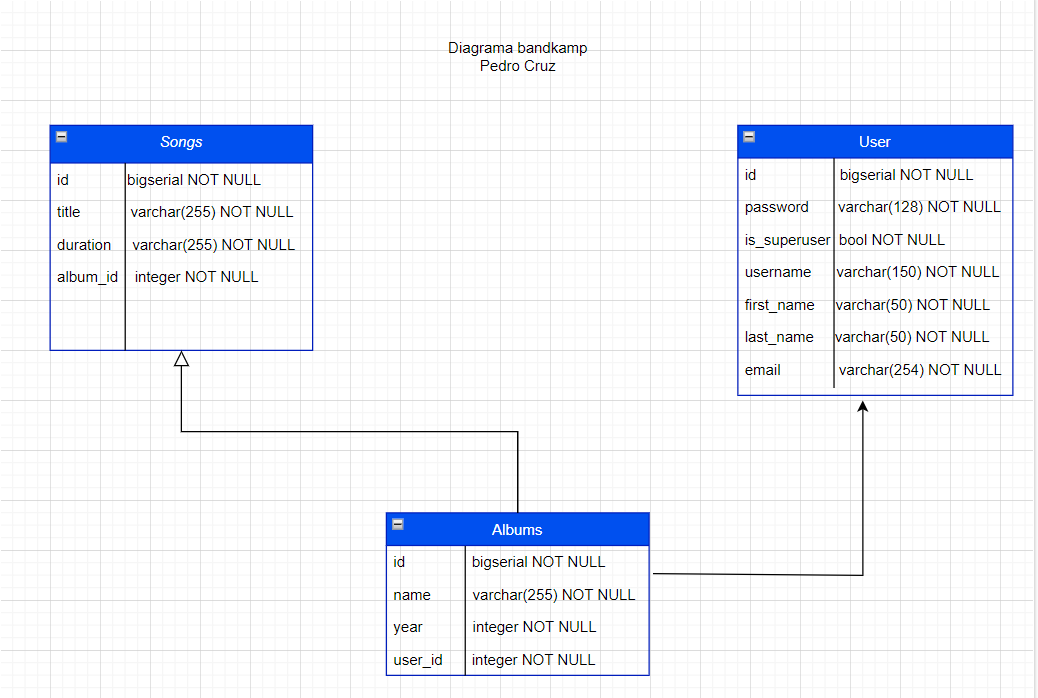 Diagrama bandkamp
Pedro Cruz
Songs
id bigserial NOT NULL
title varchar(255) NOT NULL
duration varchar(255) NOT NULL
album_id integer NOT NULL
User
id bigserial NOT NULL
password varchar(128) NOT NULL
is_superuser bool NOT NULL
username varchar(150) NOT NULL
first_name varchar(50) NOT NULL
last_name varchar(50) NOT NULL
email varchar(254) NOT NULL
Albums
id bigserial NOT NULL
name varchar(255) NOT NULL
year integer NOT NULL
user_id integer NOT NULL